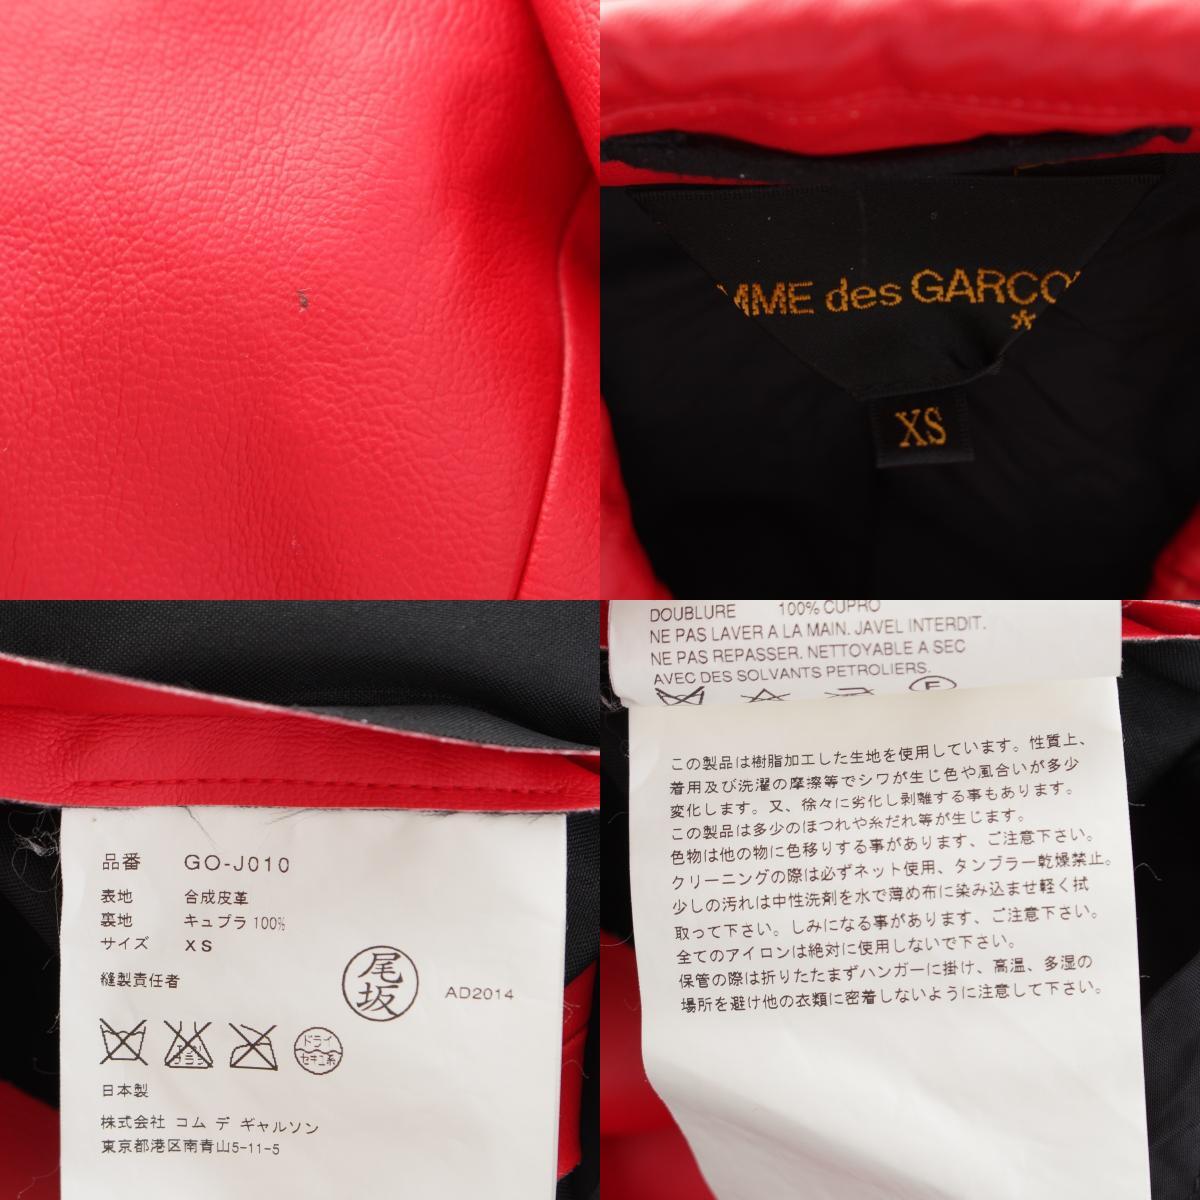 MME des GARÇO
*
XS
品番 GO-J010
表地 合成皮革
裏地 キュプラ 100%
サイズ XS
縫製責任者
尾坂
AD2014
エンソ
サラシ
ドライ
セキユ系
日本製
株式会社 コム デ ギャルソン
東京都港区南青山5-11-5
DOUBLURE 100% CUPRO
NE PAS LAVER A LA MAIN. JAVEL INTERDIT.
NE PAS REPASSER. NETTOYABLE A SEC
AVEC DES SOLVANTS PETROLIERS.
F
この製品は樹脂加工した生地を使用しています。性質上、
着用及び洗濯の摩擦等でシワが生じ色や風合いが多少
変化します。又、徐々に劣化し剥離する事もあります。
この製品は多少のほつれや糸だれ等が生じます。
色物は他の物に色移りする事があります、ご注意下さい。
クリーニングの際は必ずネット使用、タンブラー乾燥禁止。
少しの汚れは中性洗剤を水で薄め布に染み込ませ軽く拭
取って下さい。しみになる事があります、ご注意下さい。
全てのアイロンは絶対に使用しないで下さい。
保管の際は折りたたまずハンガーに掛け、高温、多湿の
場所を避け他の衣類に密着しないように注意して下さい。